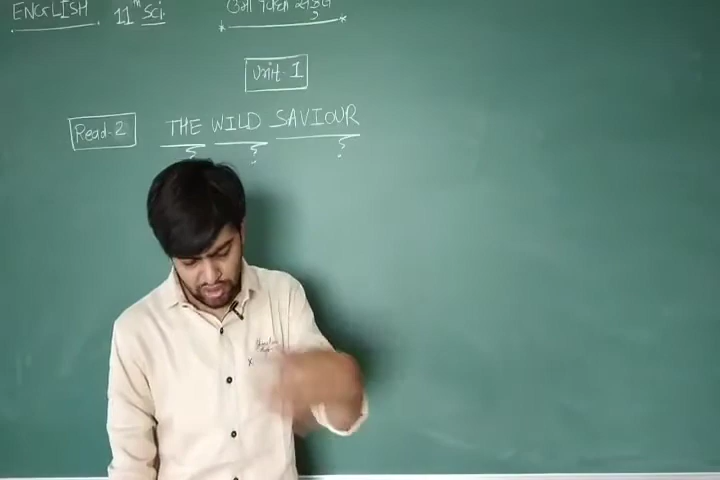 ENGLISH 11th Sci.
Unit-1
Read-2 THE WILD SAVIOUR
? ? ?